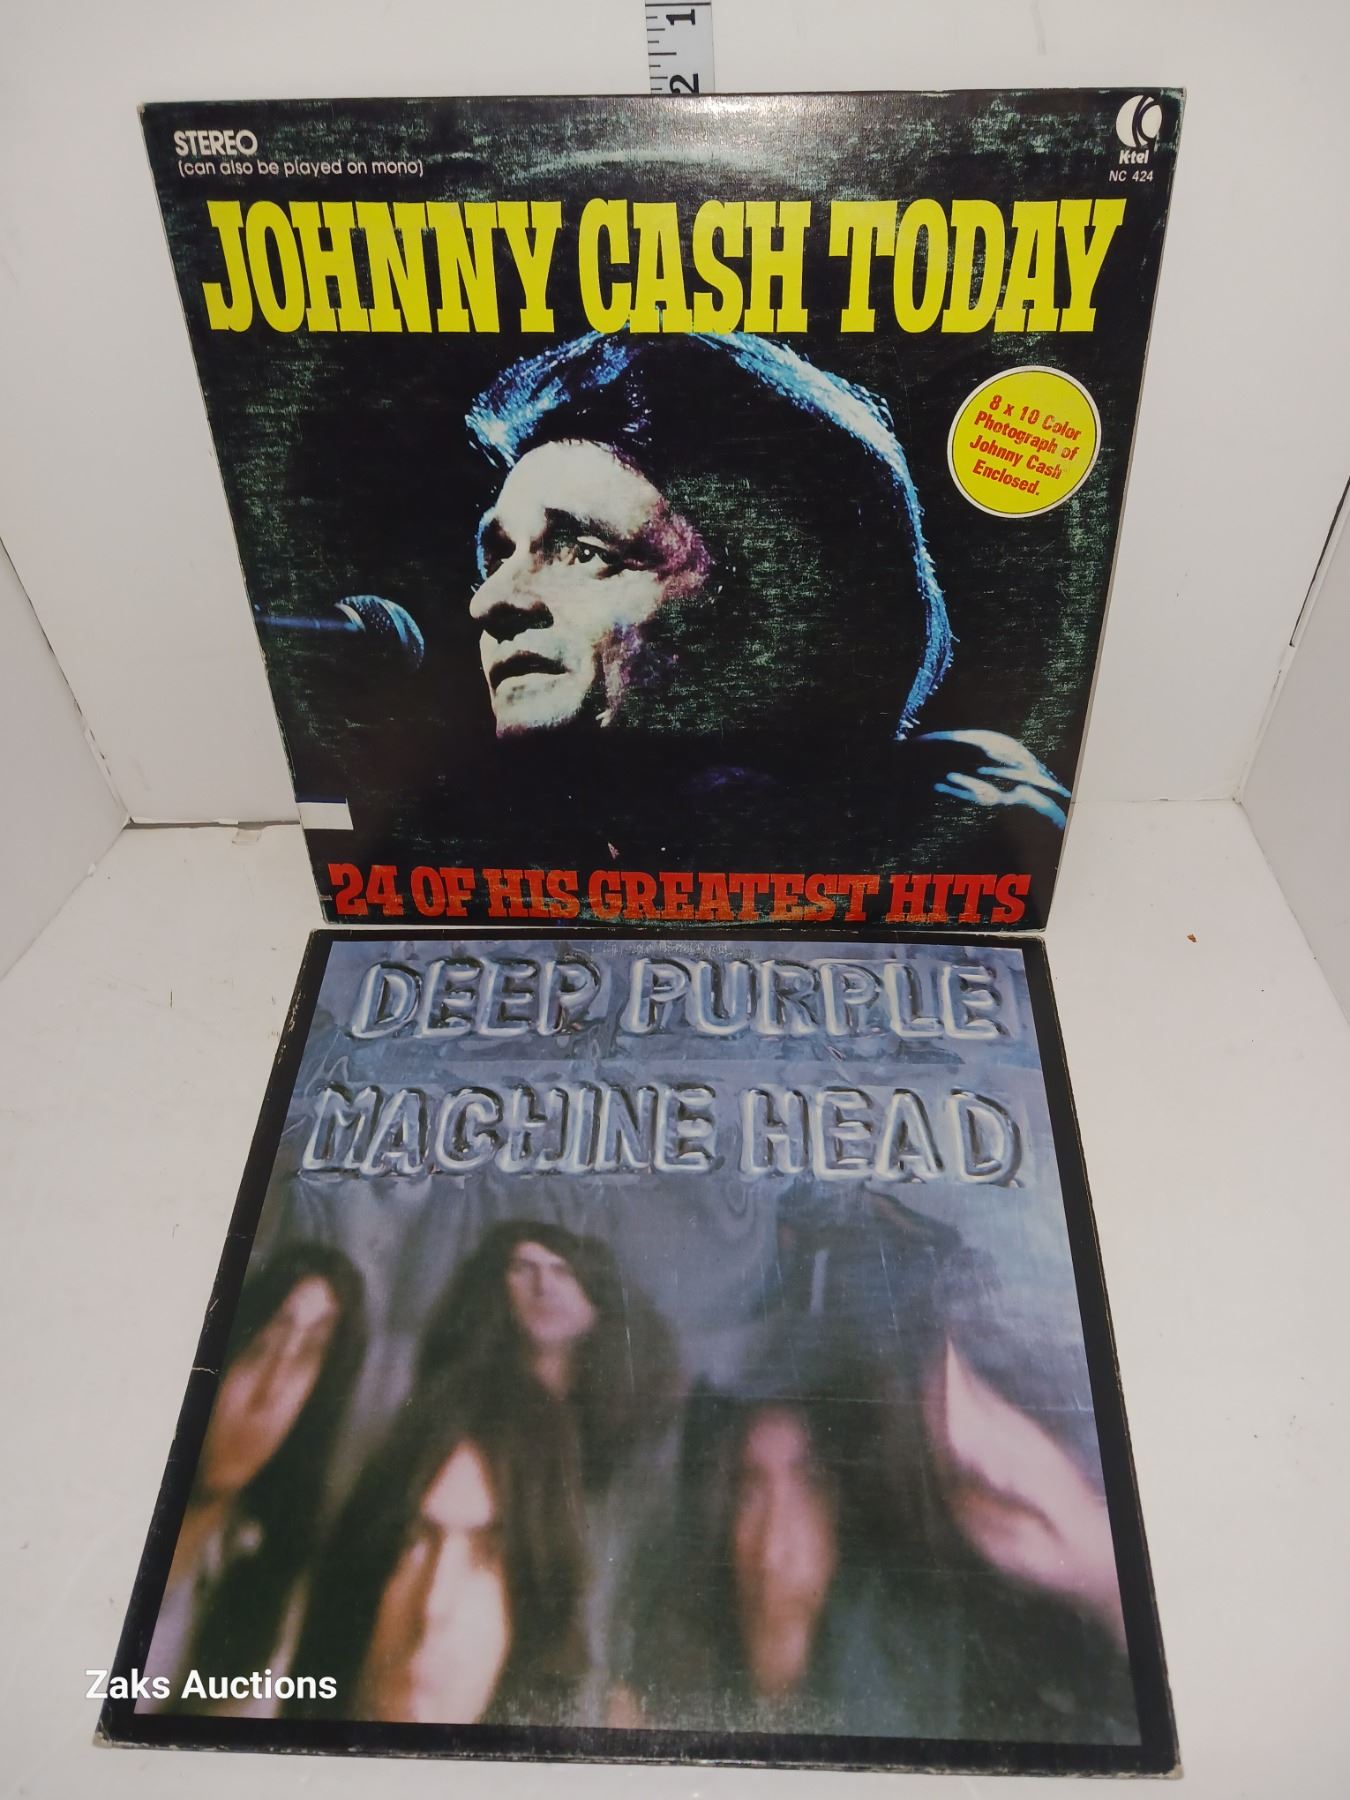 1
2
STEREO
(can also be played on mono)
K-tel
NC 424
JOHNNY CASH TODAY
8 x 10 Color
Photograph of
Johnny Cash
Enclosed.
24 OF HIS GREATEST HITS
DEEP PURPLE
MACHINE HEAD
Zaks Auctions